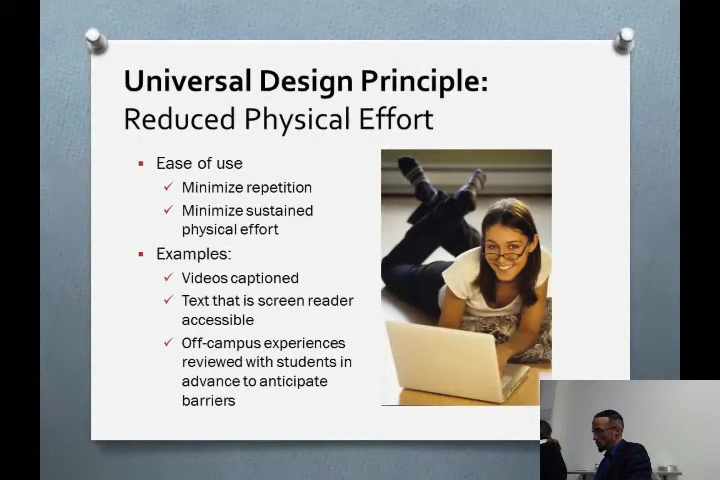 Universal Design Principle:
Reduced Physical Effort
Ease of use
Minimize repetition
Minimize sustained
physical effort
Examples:
Videos captioned
Text that is screen reader
accessible
Off-campus experiences
reviewed with students in
advance to anticipate
barriers